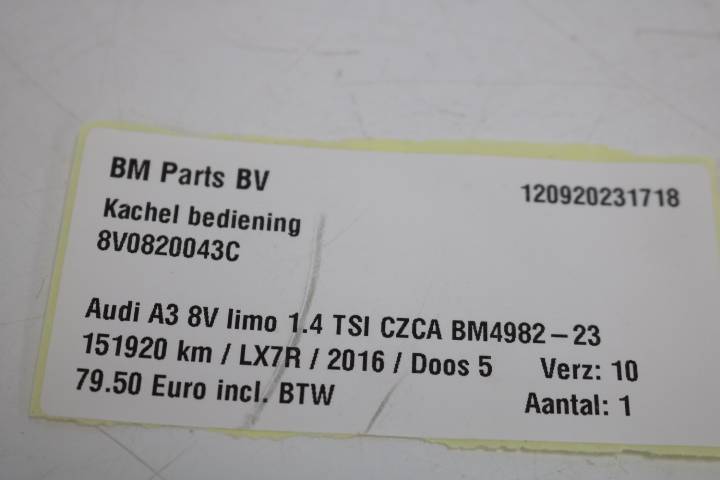 BM Parts BV
120920231718
Kachel bediening
8V0820043C
Audi A3 8V limo 1.4 TSI CZCA BM4982-23
151920 km / LX7R / 2016 / Doos 5 Verz: 10
79.50 Euro incl. BTW Aantal: 1